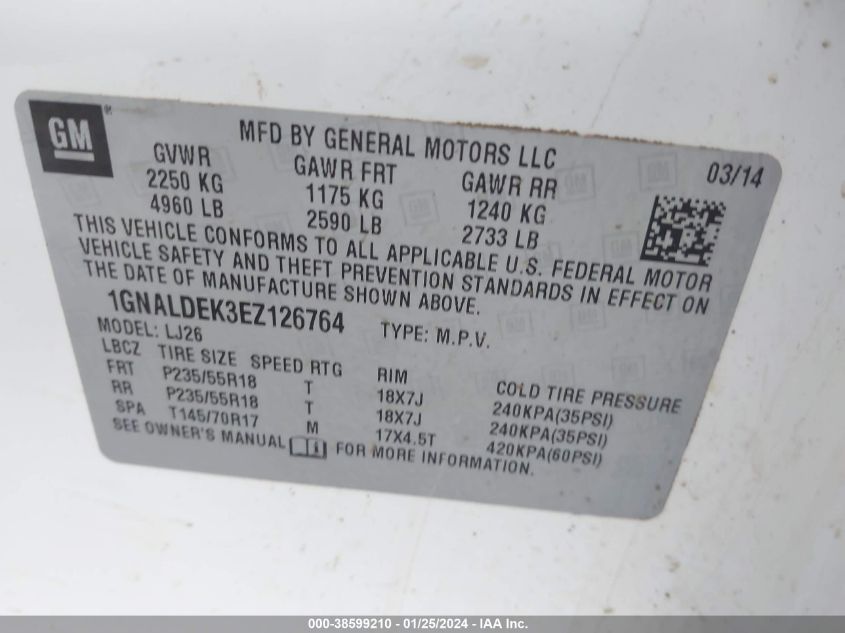 GM
MFD BY GENERAL MOTORS LLC
03/14
GVWR GAWR FRT GAWR RR
2250 KG 1175 KG 1240 KG
4960 LB 2590 LB 2733 LB
THIS VEHICLE CONFORMS TO ALL APPLICABLE U.S. FEDERAL MOTOR
VEHICLE SAFETY AND THEFT PREVENTION STANDARDS IN EFFECT ON
THE DATE OF MANUFACTURE SHOWN ABOVE.
1GNALDEK3EZ126764 TYPE: M.P.V.
MODEL: LJ26
LBCZ TIRE SIZE SPEED RTG RIM COLD TIRE PRESSURE
FRT P235/55R18 T 18X7J 240KPA(35PSI)
RR P235/55R18 T 18X7J 240KPA(35PSI)
SPA T145/70R17 M 17X4.5T 420KPA(60PSI)
SEE OWNER'S MANUAL FOR MORE INFORMATION.
000-38599210 - 01/25/2024 - IAA Inc.